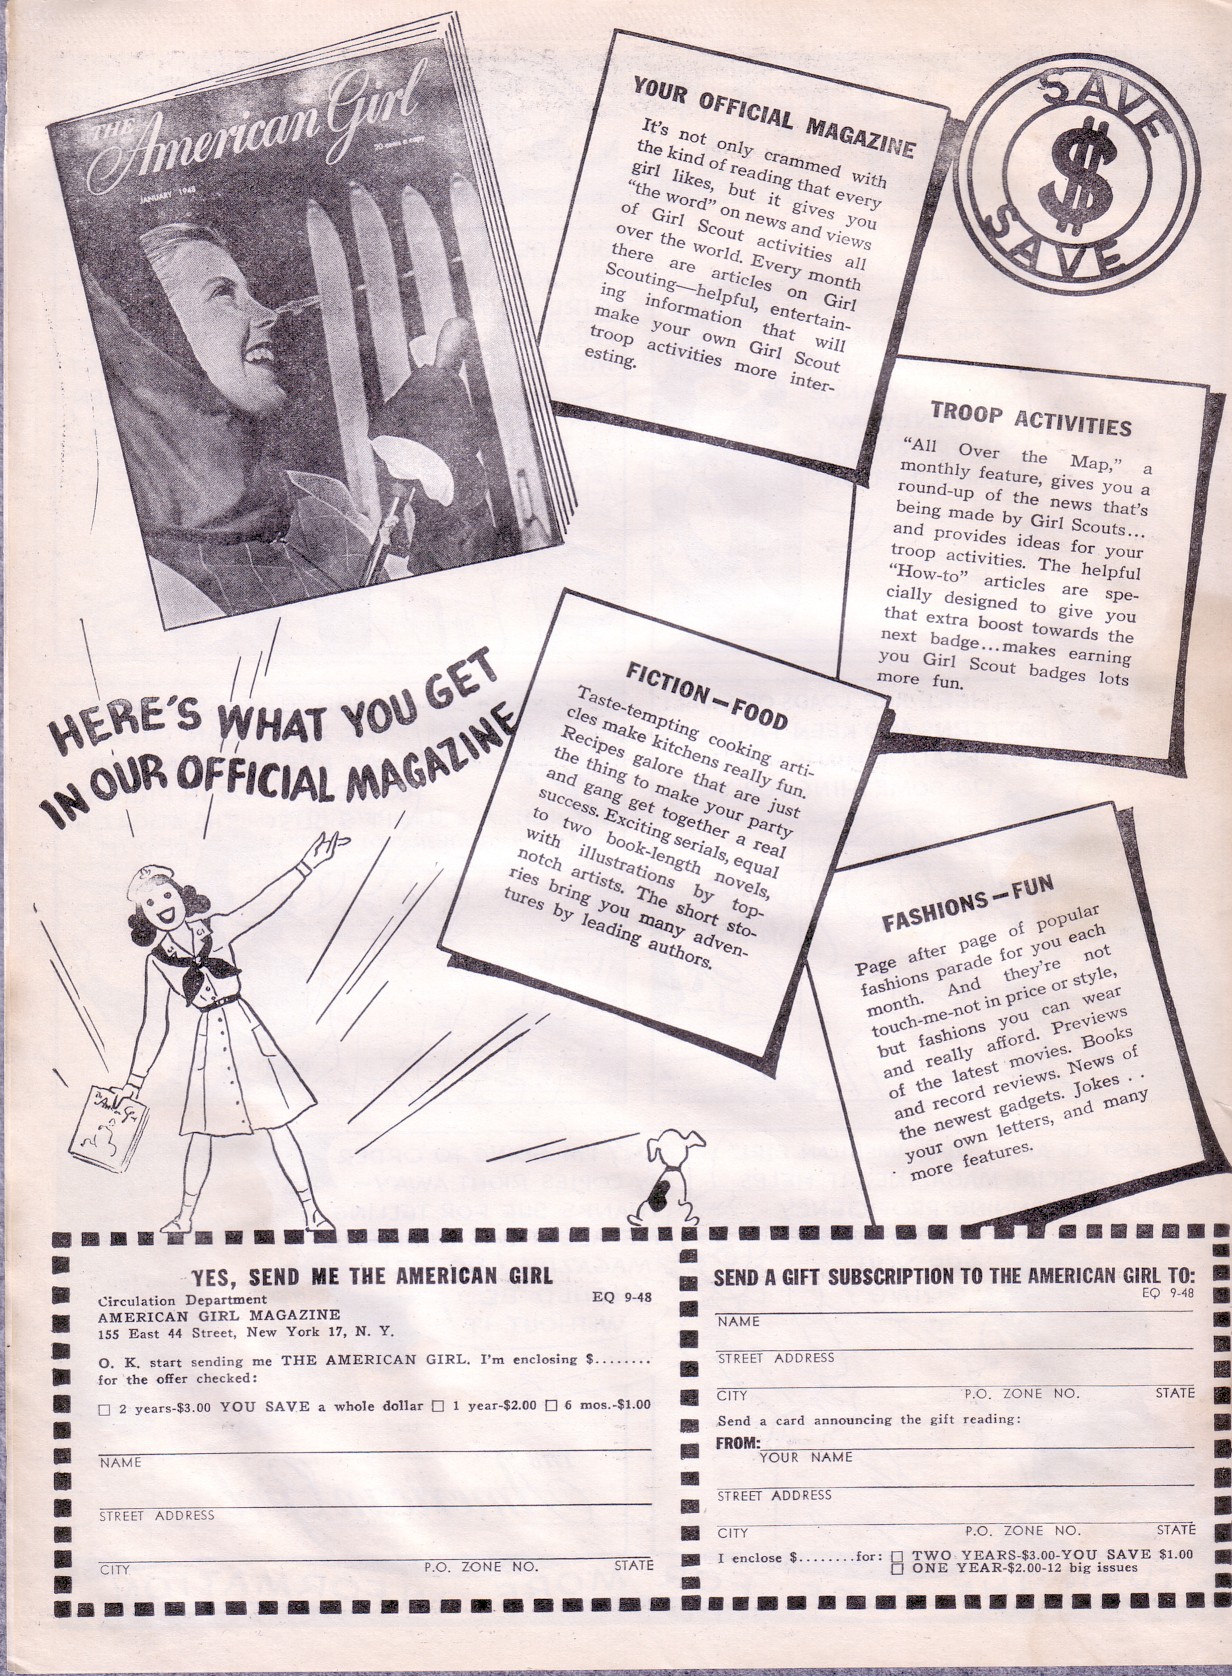 THE
American Girl
20 cents a copy
JANUARY 1948
YOUR OFFICIAL MAGAZINE
It's not only crammed with
the kind of reading that every
girl likes, but it gives you
“the word” on news and views
of Girl Scout activities all
over the world. Every month
there are articles on Girl
Scouting—helpful, entertain-
ing information that will
make your own Girl Scout
troop activities more inter-
esting.
SAVE
$
SAVE
TROOP ACTIVITIES
“All Over the Map,” a
monthly feature, gives you a
round-up of the news that's
being made by Girl Scouts...
and provides ideas for your
troop activities. The helpful
“How-to” articles are spe-
cially designed to give you
that extra boost towards the
next badge...makes earning
you Girl Scout badges lots
more fun.
HERE'S WHAT YOU GET
IN OUR OFFICIAL MAGAZINE
FICTION—FOOD
Taste-tempting cooking arti-
cles make kitchens really fun.
Recipes galore that are just
the thing to make your party
and gang get together a real
success. Exciting serials, equal
to two book-length novels,
with illustrations by top-
notch artists. The short sto-
ries bring you many adven-
tures by leading authors.
FASHIONS—FUN
Page after page of popular
fashions parade for you each
month. And they're not
touch-me-not in price or style,
but fashions you can wear
and really afford. Previews
of the latest movies. Books
and record reviews. News of
the newest gadgets. Jokes . .
. your own letters, and many
more features.
YES, SEND ME THE AMERICAN GIRL
Circulation Department EQ 9-48
AMERICAN GIRL MAGAZINE
155 East 44 Street, New York 17, N. Y.
O. K. start sending me THE AMERICAN GIRL. I'm enclosing $........
for the offer checked:
□ 2 years-$3.00 YOU SAVE a whole dollar □ 1 year-$2.00 □ 6 mos.-$1.00
NAME
STREET ADDRESS
CITY P.O. ZONE NO. STATE
SEND A GIFT SUBSCRIPTION TO THE AMERICAN GIRL TO:
EQ 9-48
NAME
STREET ADDRESS
CITY P.O. ZONE NO. STATE
Send a card announcing the gift reading:
FROM:
YOUR NAME
STREET ADDRESS
CITY P.O. ZONE NO. STATE
I enclose $........for: □ TWO YEARS-$3.00-YOU SAVE $1.00
□ ONE YEAR-$2.00-12 big issues